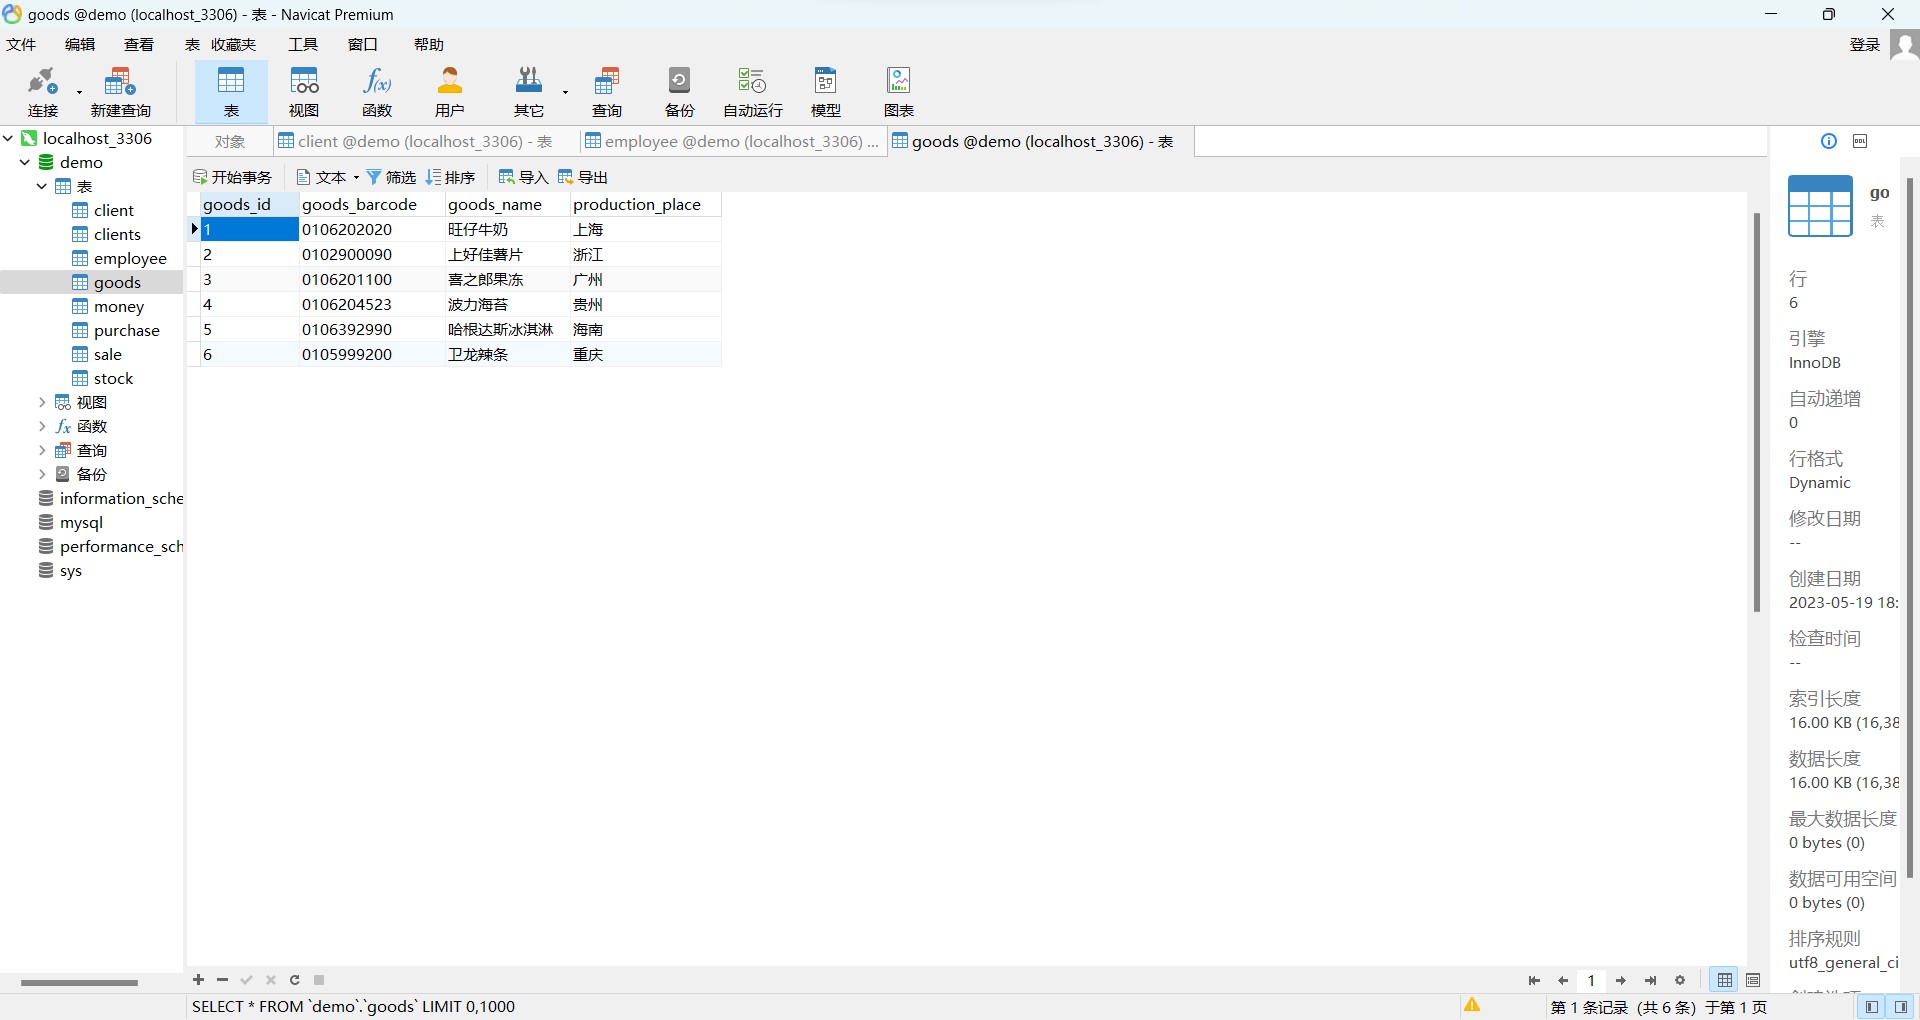 goods @demo (localhost_3306) - 表 - Navicat Premium
文件 编辑 查看 表 收藏夹 工具 窗口 帮助 登录
连接 新建查询 表 视图 函数 用户 其它 查询 备份 自动运行 模型 图表
对象 client @demo (localhost_3306) - 表 employee @demo (localhost_3306) ... goods @demo (localhost_3306) - 表
开始事务 文本 筛选 排序 导入 导出
localhost_3306
demo
表
client
clients
employee
goods
money
purchase
sale
stock
视图
函数
查询
备份
information_sche
mysql
performance_sch
sys
goods_id goods_barcode goods_name production_place
1 0106202020 旺仔牛奶 上海
2 0102900090 上好佳薯片 浙江
3 0106201100 喜之郎果冻 广州
4 0106204523 波力海苔 贵州
5 0106392990 哈根达斯冰淇淋 海南
6 0105999200 卫龙辣条 重庆
DDL
go
表
行
6
引擎
InnoDB
自动递增
0
行格式
Dynamic
修改日期
--
创建日期
2023-05-19 18:
检查时间
--
索引长度
16.00 KB (16,38
数据长度
16.00 KB (16,38
最大数据长度
0 bytes (0)
数据可用空间
0 bytes (0)
排序规则
utf8_general_ci
1
SELECT * FROM `demo`.`goods` LIMIT 0,1000
第 1 条记录 (共 6 条) 于第 1 页